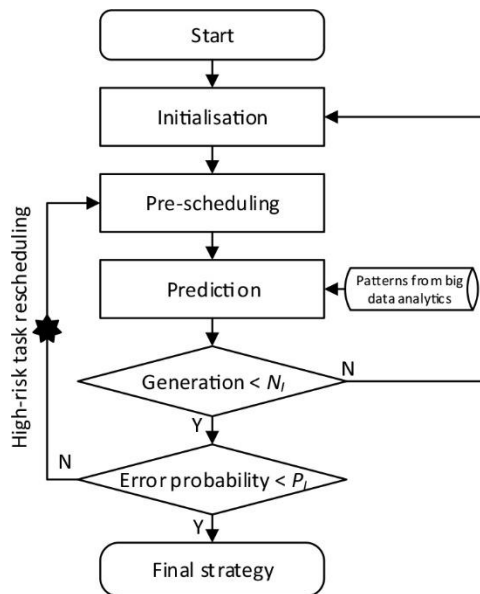 Start
Initialisation
Pre-scheduling
High-risk task rescheduling
Prediction
Patterns from big
data analytics
Generation < N_I
N
Y
N
Error probability < P_I
Y
Final strategy